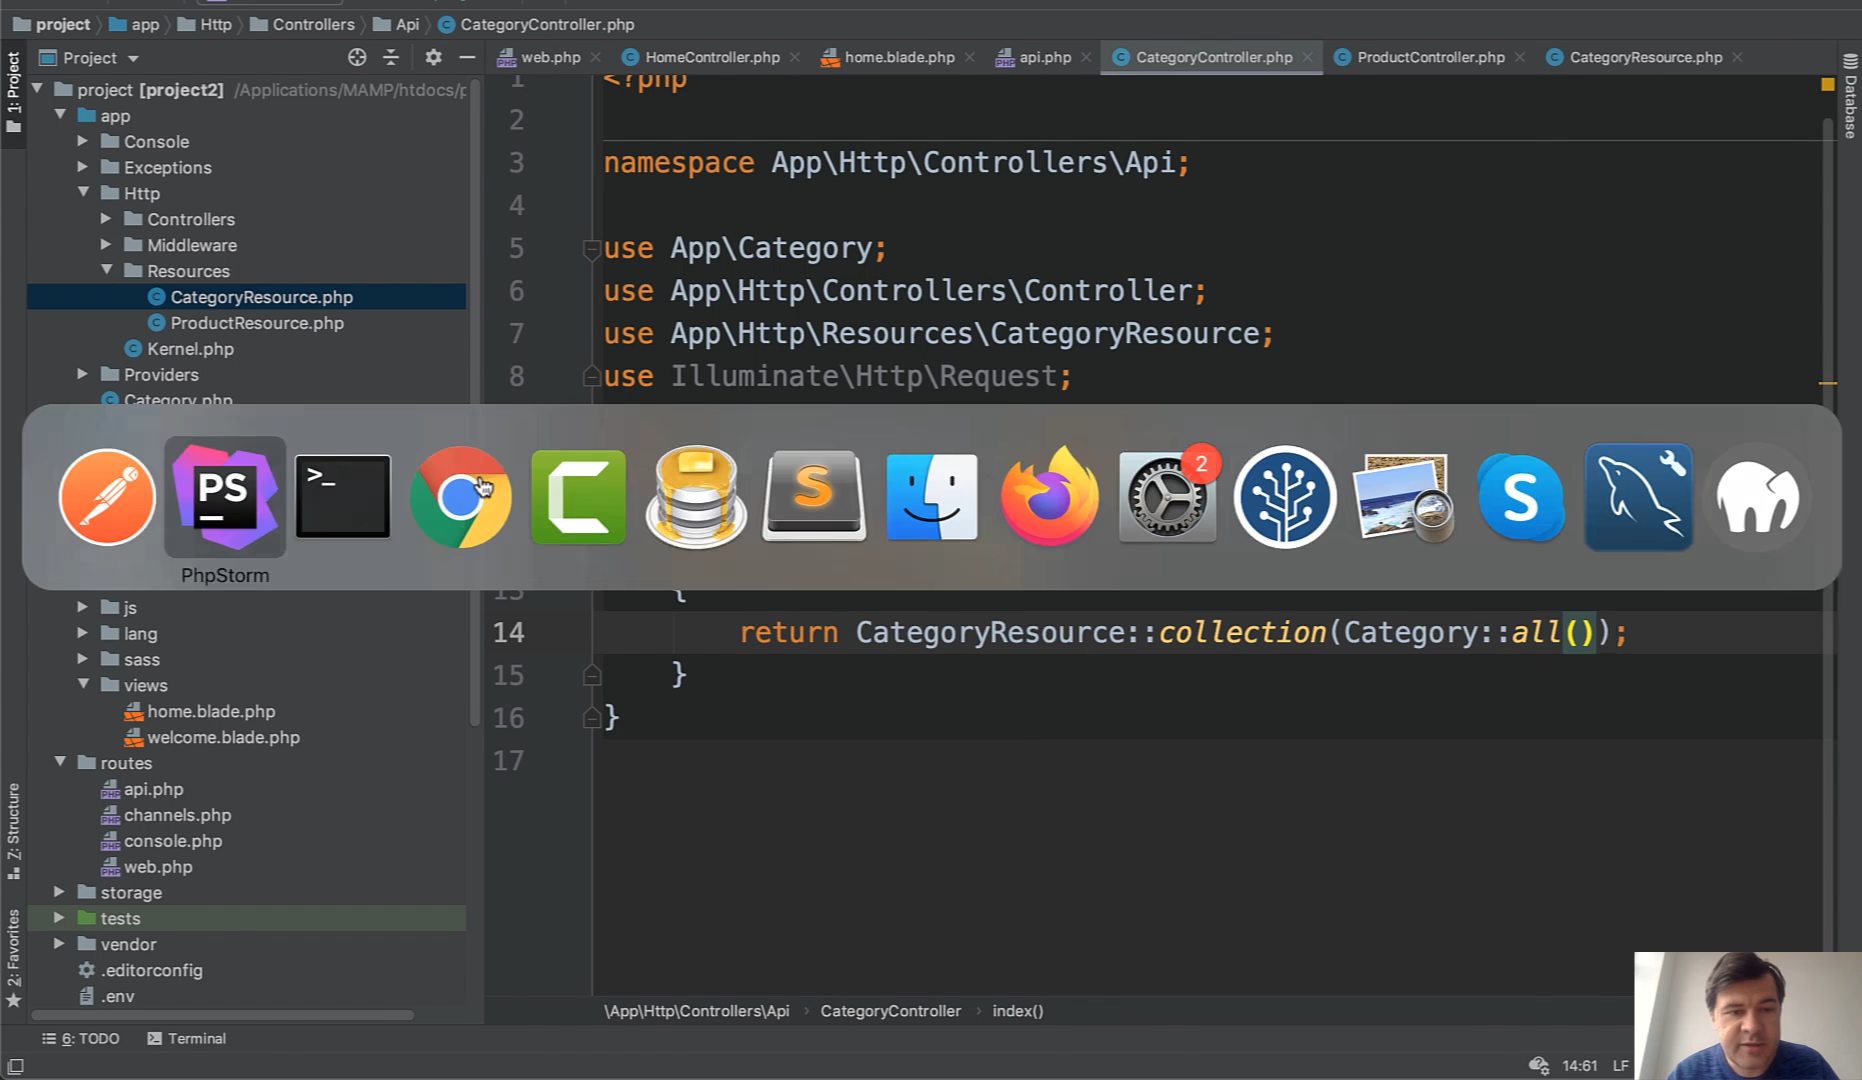 project app Http Controllers Api CategoryController.php
1: Project
Project
web.php HomeController.php home.blade.php api.php CategoryController.php ProductController.php CategoryResource.php
Database
project [project2] /Applications/MAMP/htdocs/p
app
Console
Exceptions
Http
Controllers
Middleware
Resources
CategoryResource.php
ProductResource.php
Kernel.php
Providers
Category.php
1 <?php
2
3 namespace App\Http\Controllers\Api;
4
5 use App\Category;
6 use App\Http\Controllers\Controller;
7 use App\Http\Resources\CategoryResource;
8 use Illuminate\Http\Request;
PS
>_
C
S
2
S
PhpStorm
13 {
14 return CategoryResource::collection(Category::all());
15 }
16 }
17
js
lang
sass
views
home.blade.php
welcome.blade.php
routes
api.php
channels.php
console.php
web.php
storage
tests
vendor
.editorconfig
.env
Z: Structure
2: Favorites
\App\Http\Controllers\Api › CategoryController › index()
6: TODO Terminal
14:61 LF